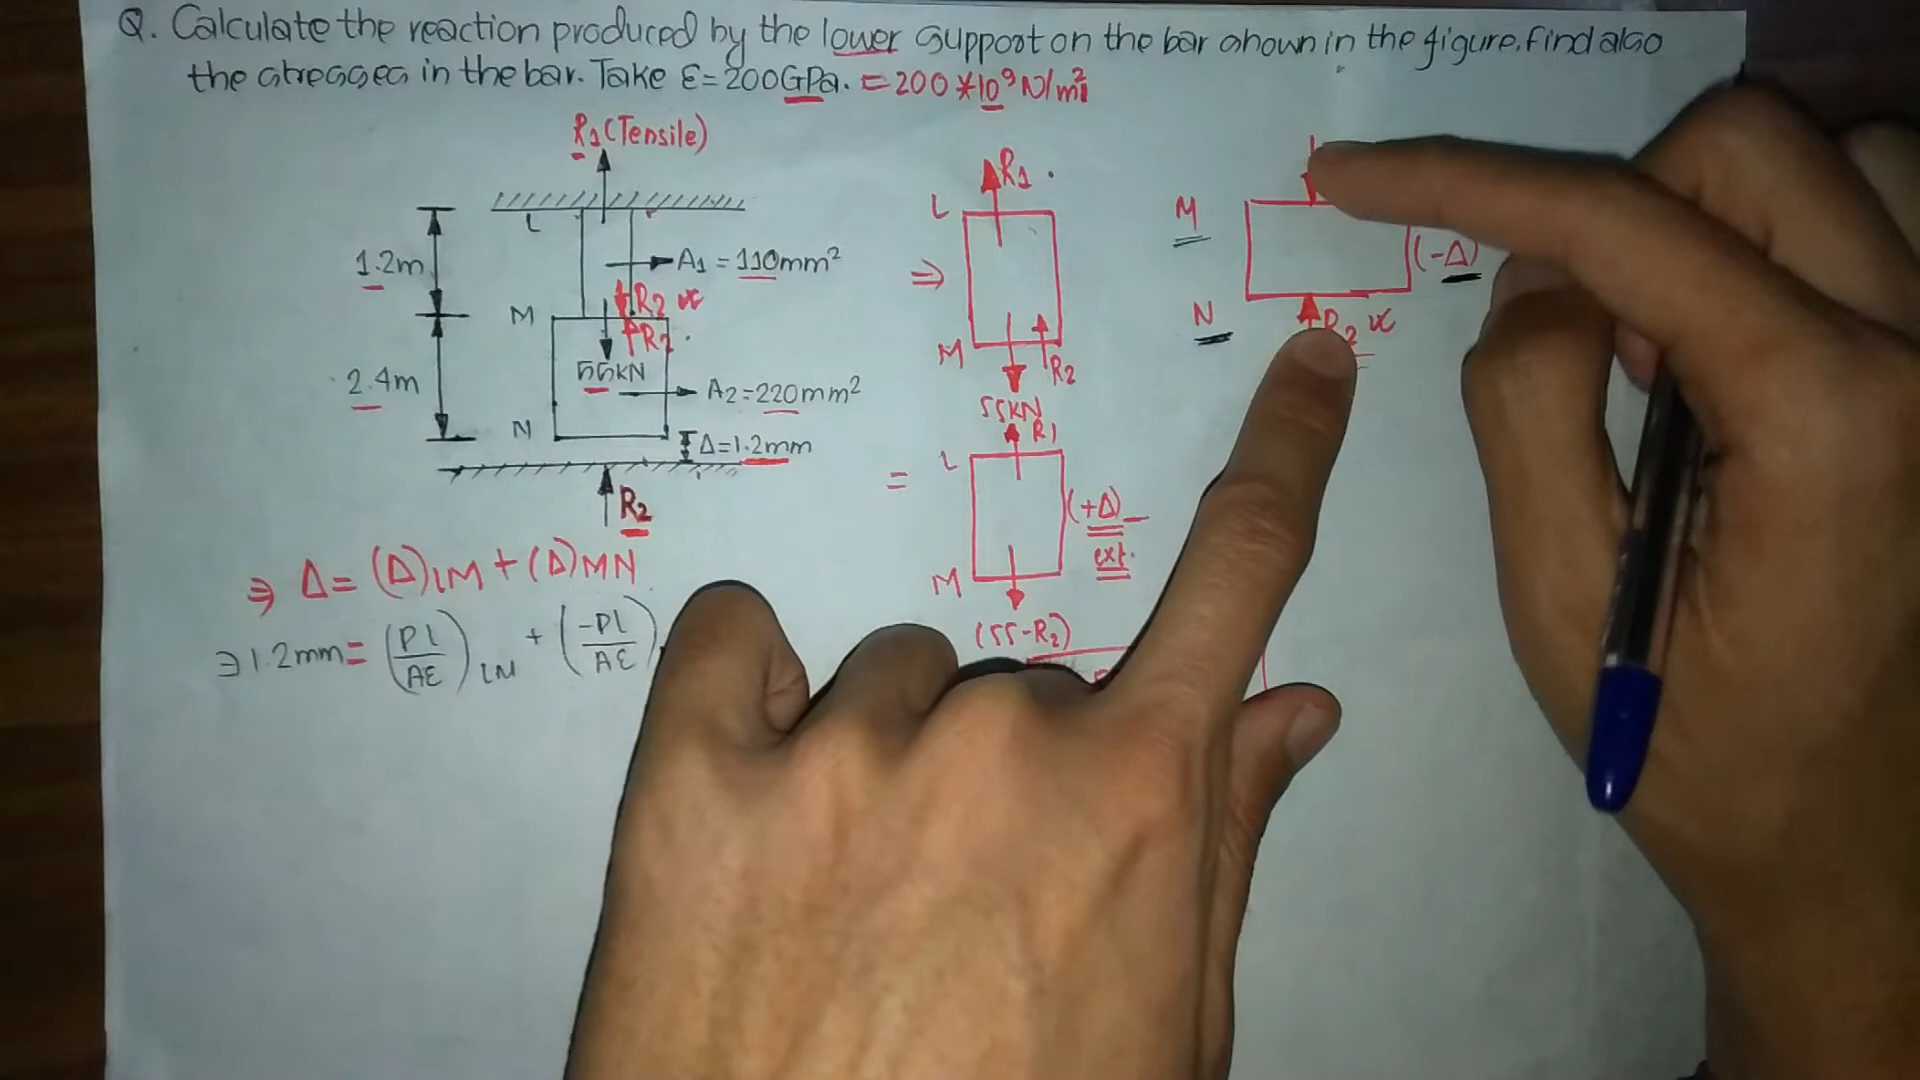 Q. Calculate the reaction produced by the lower support on the bar shown in the figure. find also
the stresses in the bar. Take E=200GPa. = 200*10⁹ N/m²
R₁ (Tensile)
L
1.2m
A₁ = 110mm²
R₂
M
R₂
55KN
2.4m
A₂=220mm²
N
Δ=1.2mm
R₂
⇒ Δ= (Δ)LM + (Δ)MN
∋ 1.2mm = (Pl/AE)LM + (-Pl/AE)
⇒
R₁
L
M
R₂
55KN
=
R₁
L
(+Δ)
ext.
M
(55-R₂)
M
(-Δ)
N
R₂